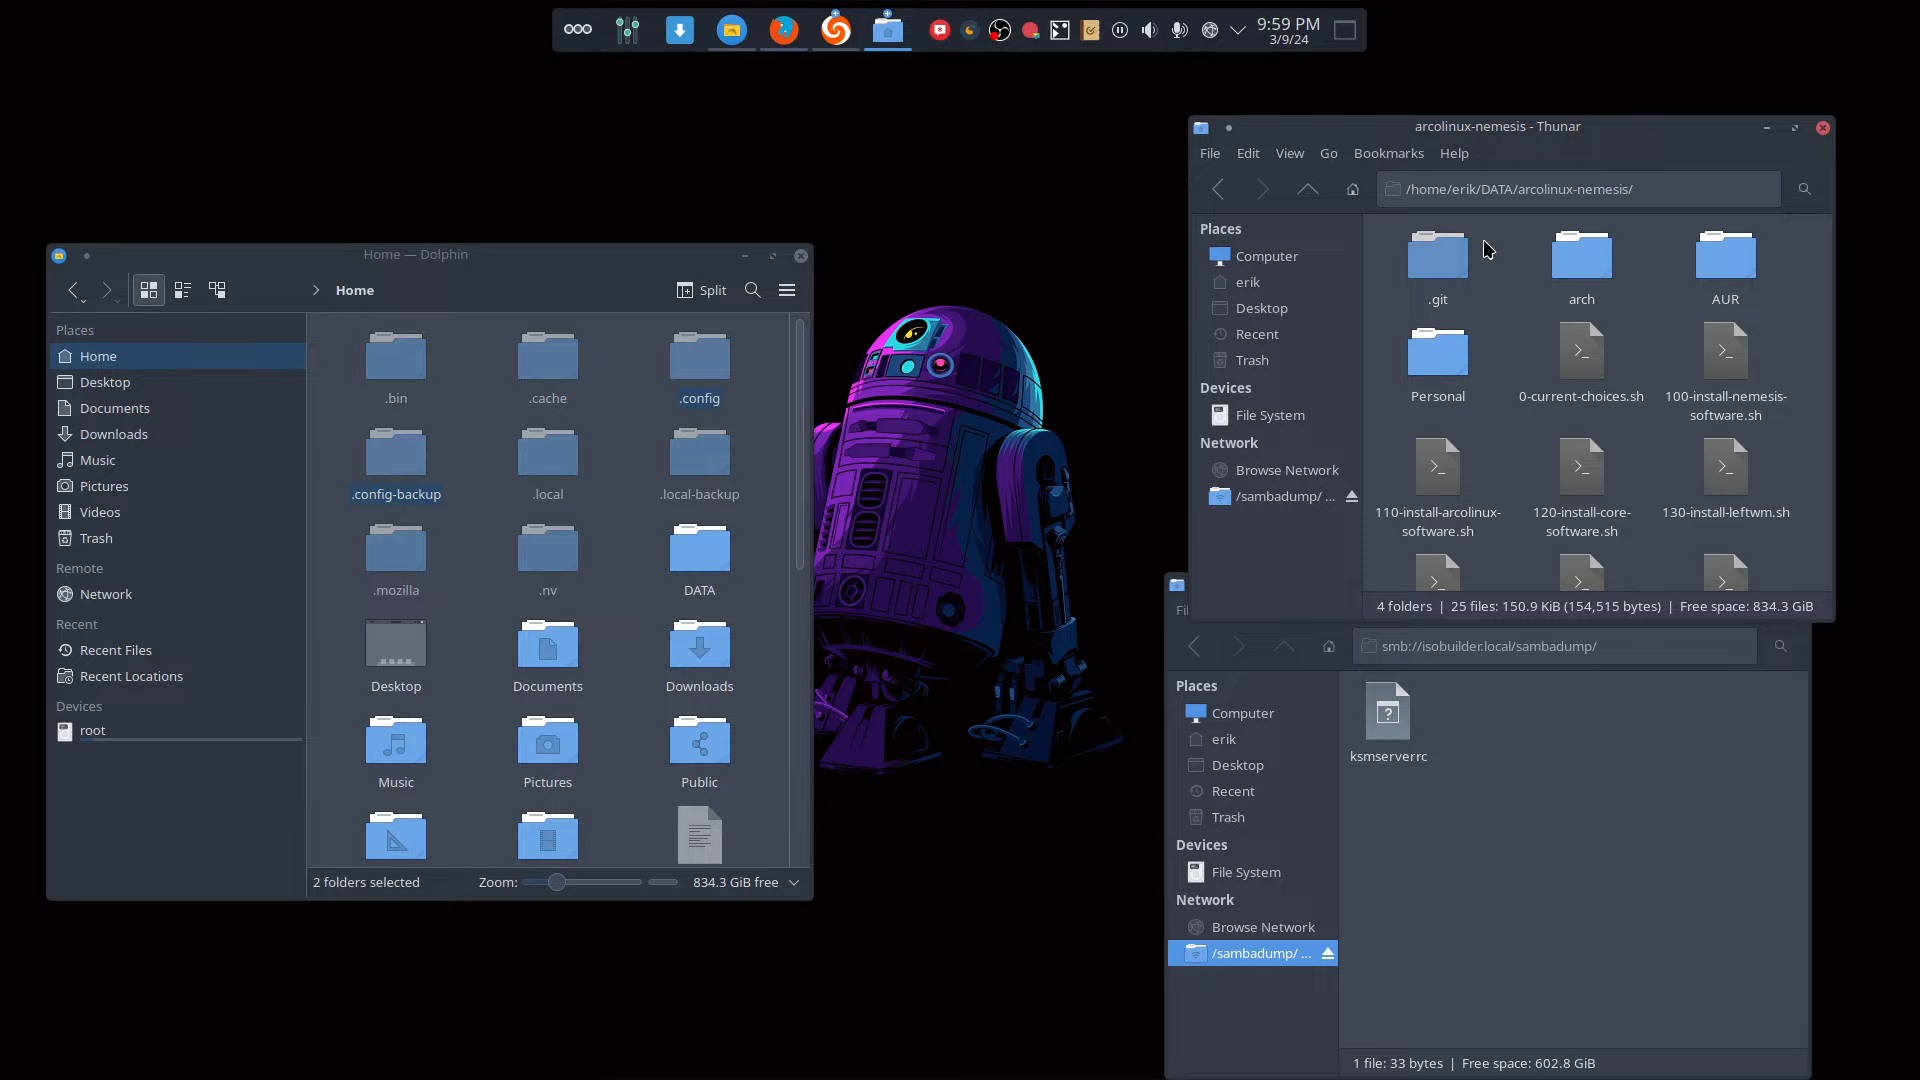 9:59 PM
3/9/24
Home — Dolphin
Home
Split
Places
Home
Desktop
Documents
Downloads
Music
Pictures
Videos
Trash
Remote
Network
Recent
Recent Files
Recent Locations
Devices
root
.bin
.cache
.config
.config-backup
.local
.local-backup
.mozilla
.nv
DATA
Desktop
Documents
Downloads
Music
Pictures
Public
2 folders selected
Zoom:
834.3 GiB free
arcolinux-nemesis - Thunar
File Edit View Go Bookmarks Help
/home/erik/DATA/arcolinux-nemesis/
Places
Computer
erik
Desktop
Recent
Trash
Devices
File System
Network
Browse Network
/sambadump/ ...
.git
arch
AUR
Personal
0-current-choices.sh
100-install-nemesis-
software.sh
110-install-arcolinux-
software.sh
120-install-core-
software.sh
130-install-leftwm.sh
4 folders | 25 files: 150.9 KiB (154,515 bytes) | Free space: 834.3 GiB
smb://isobuilder.local/sambadump/
Places
Computer
erik
Desktop
Recent
Trash
Devices
File System
Network
Browse Network
/sambadump/ ...
ksmserverrc
1 file: 33 bytes | Free space: 602.8 GiB